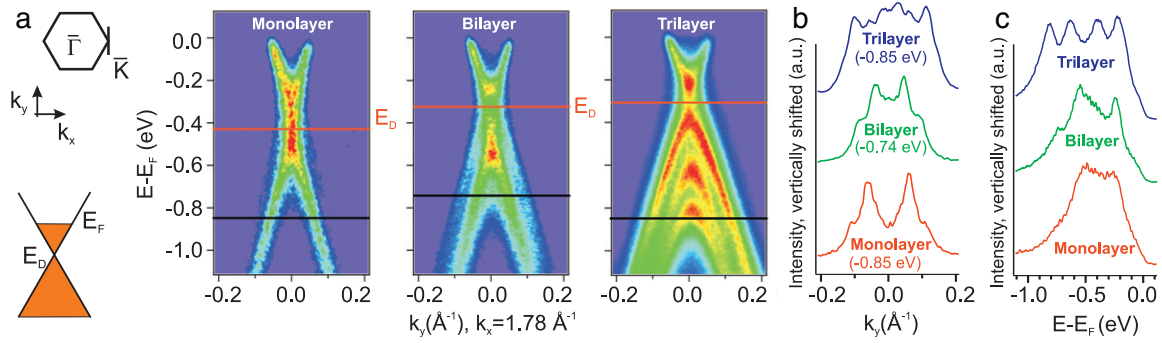 a
Γ̄
K̄
k_y
k_x
E_F
E_D
E-E_F (eV)
0.0
-0.2
-0.4
-0.6
-0.8
-1.0
Monolayer
Bilayer
Trilayer
E_D
E_D
-0.2 0.0 0.2
-0.2 0.0 0.2
-0.2 0.0 0.2
k_y(Å⁻¹), k_x=1.78 Å⁻¹
b
Intensity, vertically shifted (a.u.)
Trilayer
(-0.85 eV)
Bilayer
(-0.74 eV)
Monolayer
(-0.85 eV)
-0.2 0.0 0.2
k_y(Å⁻¹)
c
Intensity, vertically shifted (a.u.)
Trilayer
Bilayer
Monolayer
-1.0 -0.5 0.0
E-E_F (eV)